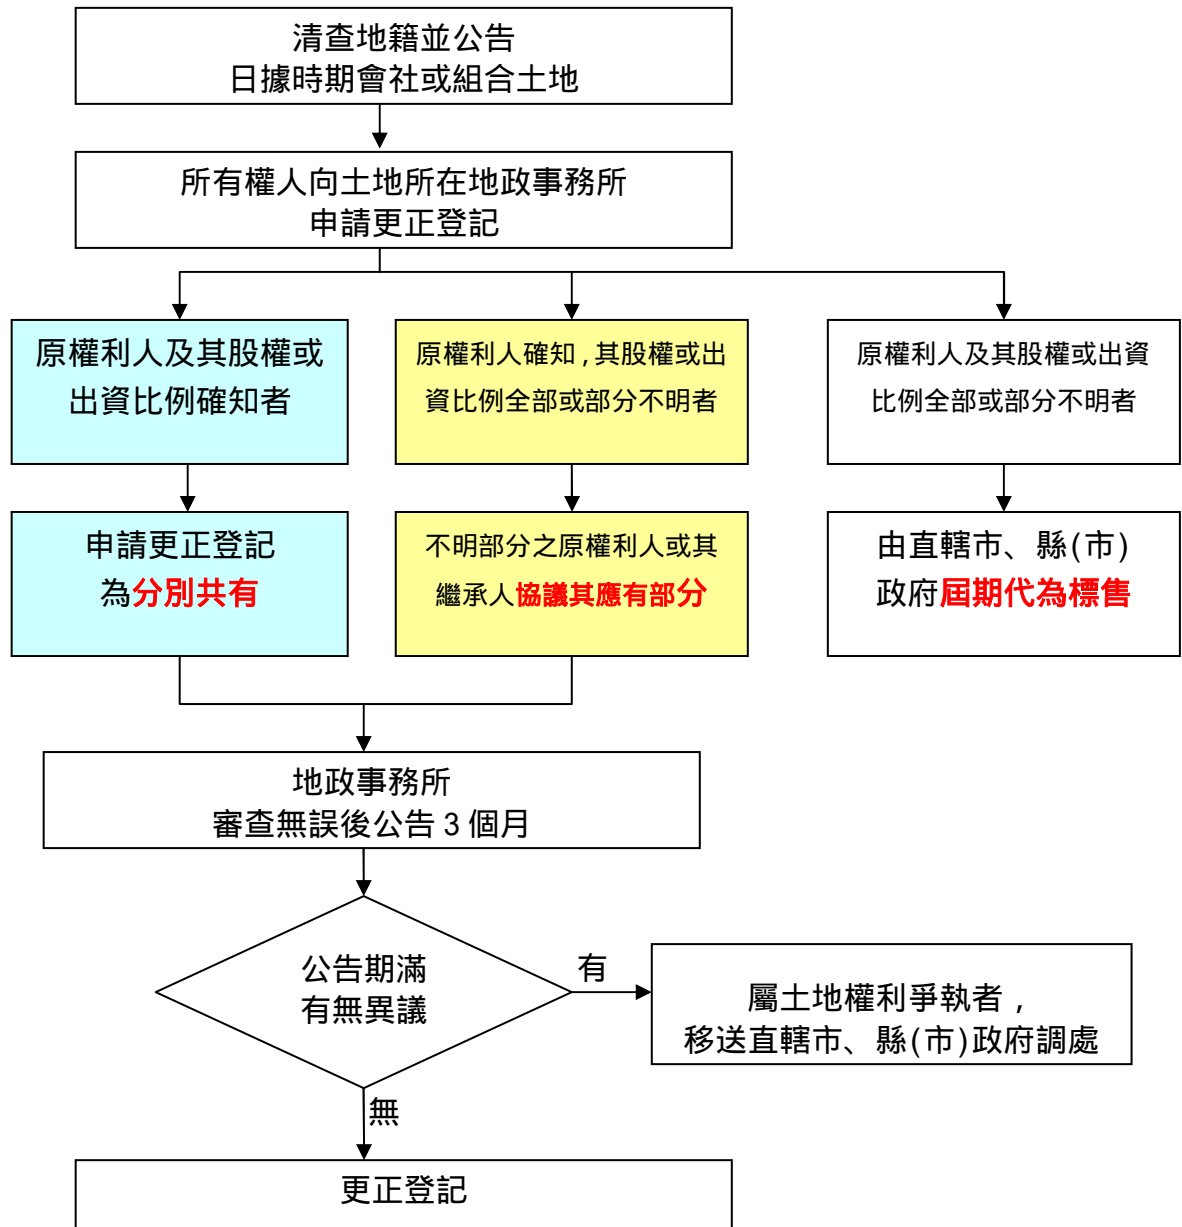 清查地籍並公告
日據時期會社或組合土地
所有權人向土地所在地政事務所
申請更正登記
原權利人及其股權或
出資比例確知者
原權利人確知,其股權或出
資比例全部或部分不明者
原權利人及其股權或出資
比例全部或部分不明者
申請更正登記
為分別共有
不明部分之原權利人或其
繼承人協議其應有部分
由直轄市、縣(市)
政府屆期代為標售
地政事務所
審查無誤後公告3個月
公告期滿
有無異議
有
屬土地權利爭執者,
移送直轄市、縣(市)政府調處
無
更正登記